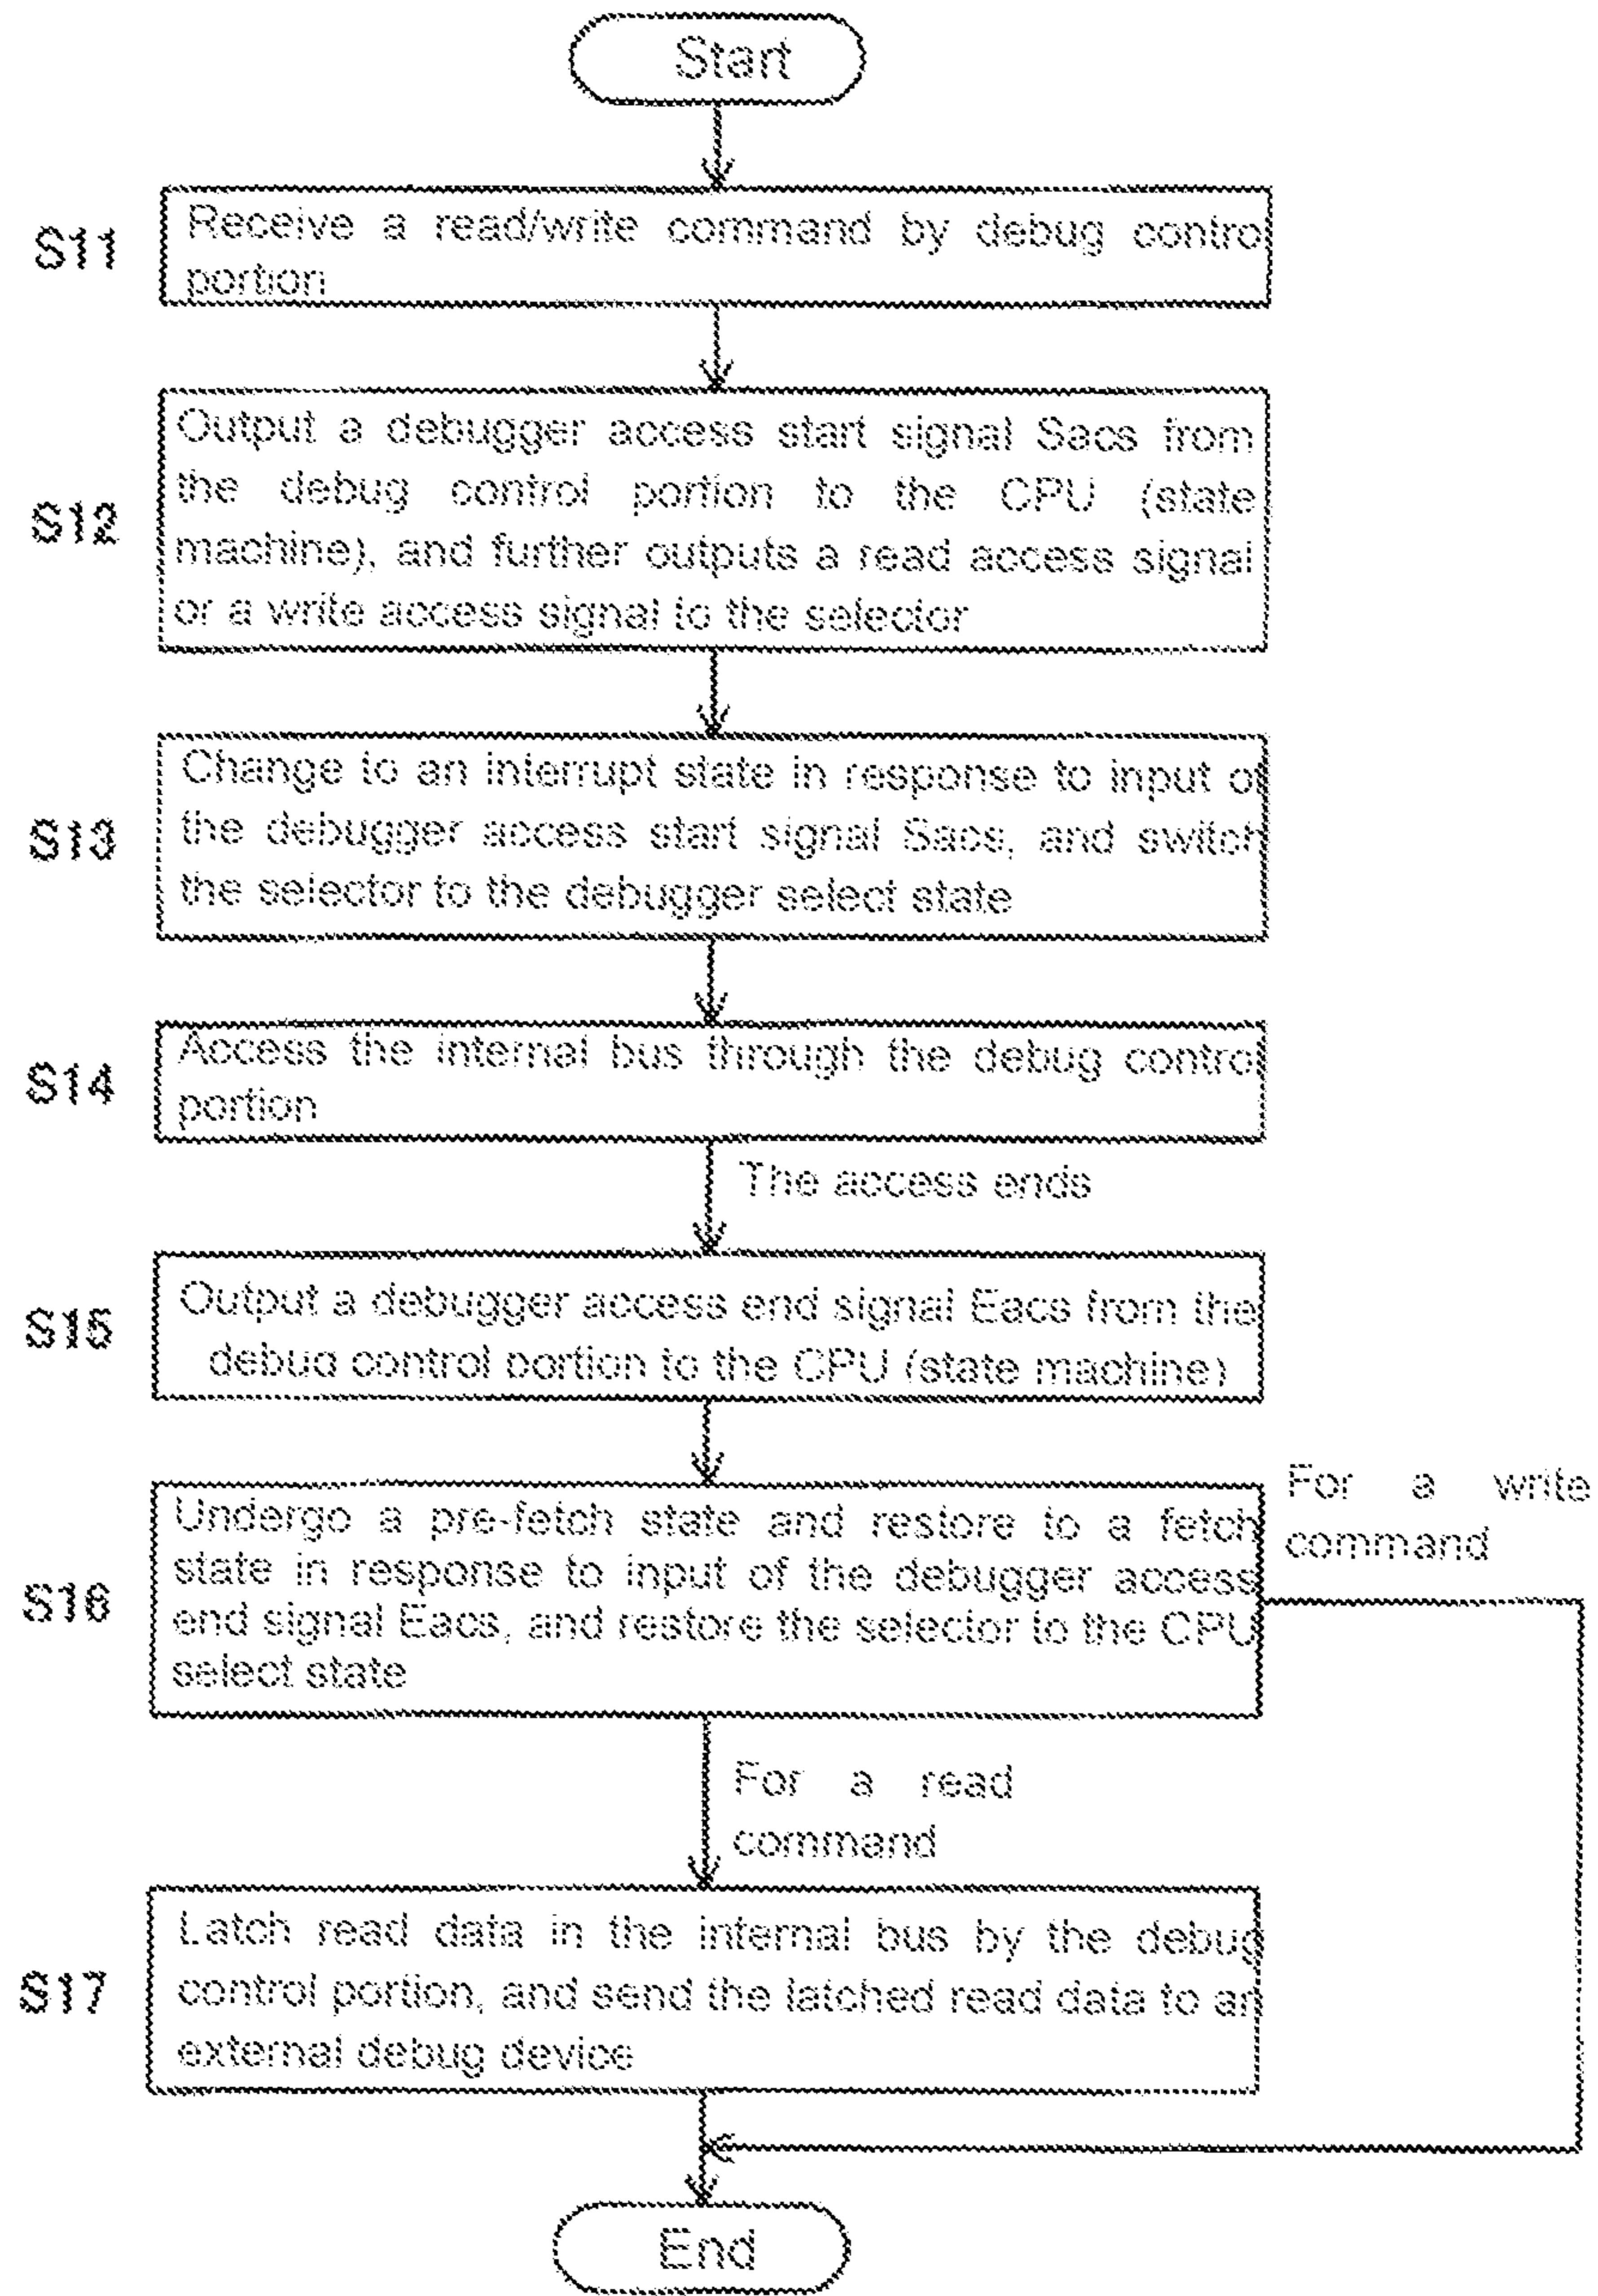 Start
S11
Receive a read/write command by debug control
portion
S12
Output a debugger access start signal Sacs from
the debug control portion to the CPU (state
machine), and further outputs a read access signal
or a write access signal to the selector
S13
Change to an interrupt state in response to input of
the debugger access start signal Sacs, and switch
the selector to the debugger select state
S14
Access the internal bus through the debug control
portion
The access ends
S15
Output a debugger access end signal Eacs from the
debug control portion to the CPU (state machine)
S16
Undergo a pre-fetch state and restore to a fetch
state in response to input of the debugger access
end signal Eacs, and restore the selector to the CPU
select state
For a write
command
For a read
command
S17
Latch read data in the internal bus by the debug
control portion, and send the latched read data to an
external debug device
End